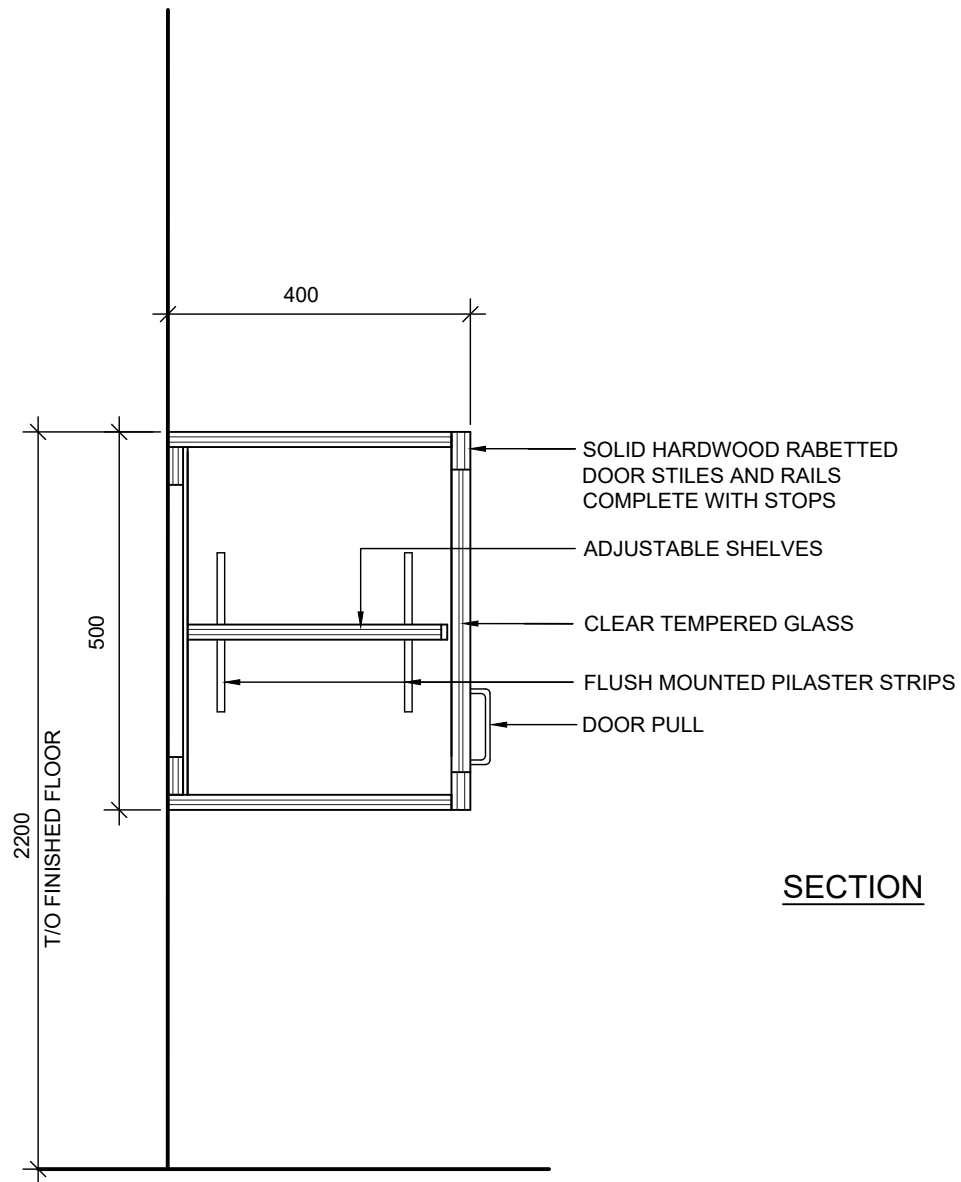 400
SOLID HARDWOOD RABETTED
DOOR STILES AND RAILS
COMPLETE WITH STOPS
ADJUSTABLE SHELVES
CLEAR TEMPERED GLASS
FLUSH MOUNTED PILASTER STRIPS
DOOR PULL
500
2200
T/O FINISHED FLOOR
SECTION